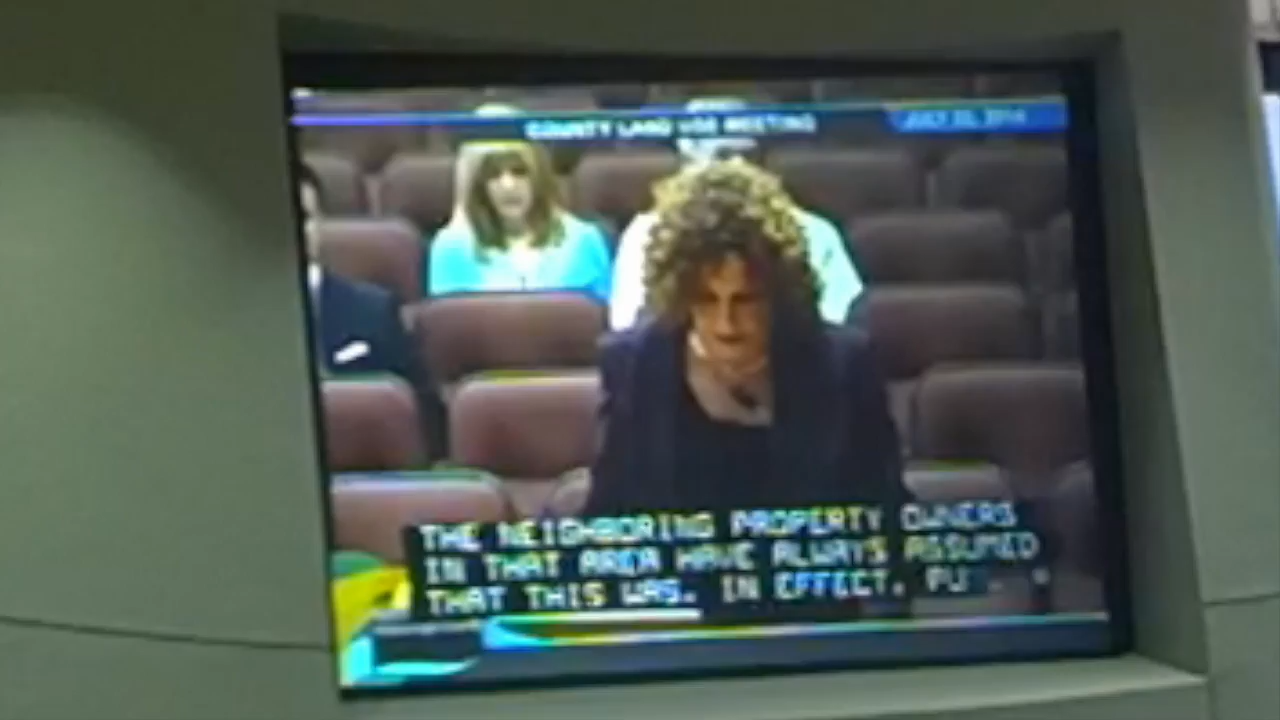 COUNTY LAND USE MEETING
THE NEIGHBORING PROPERTY OWNERS
IN THAT AREA HAVE ALWAYS ASSUMED
THAT THIS WAS. IN EFFECT,